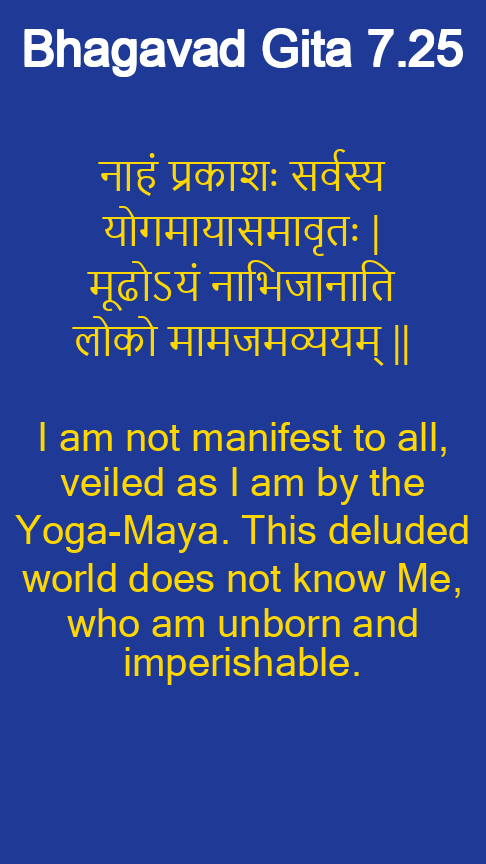 Bhagavad Gita 7.25
नाहं प्रकाशः सर्वस्य
योगमायासमावृतः |
मूढोऽयं नाभिजानाति
लोको मामजमव्ययम् ||
I am not manifest to all,
veiled as I am by the
Yoga-Maya. This deluded
world does not know Me,
who am unborn and
imperishable.